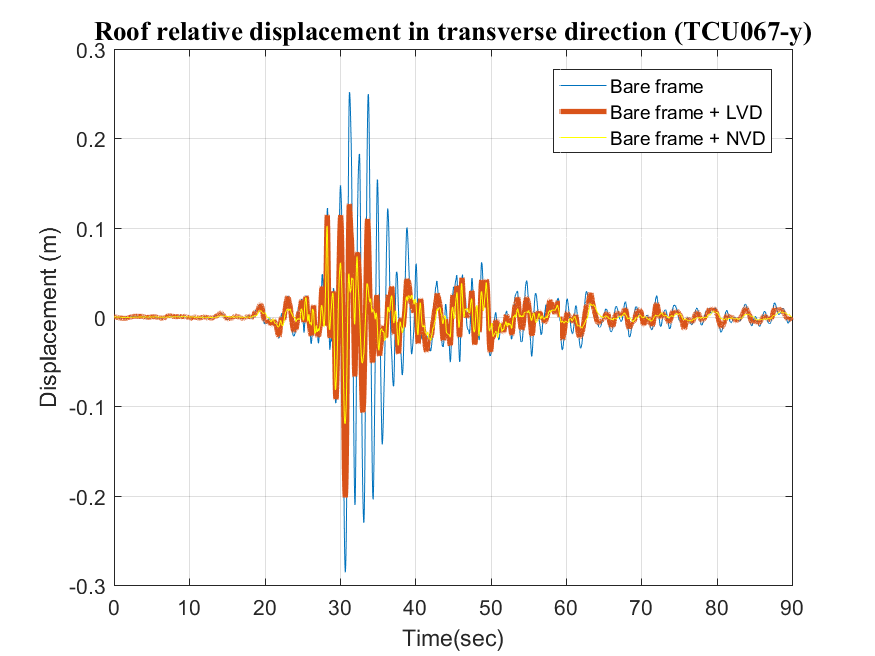 Roof relative displacement in transverse direction (TCU067-y)
Bare frame
Bare frame + LVD
Bare frame + NVD
0.3
0.2
0.1
0
-0.1
-0.2
-0.3
Displacement (m)
0 10 20 30 40 50 60 70 80 90
Time(sec)